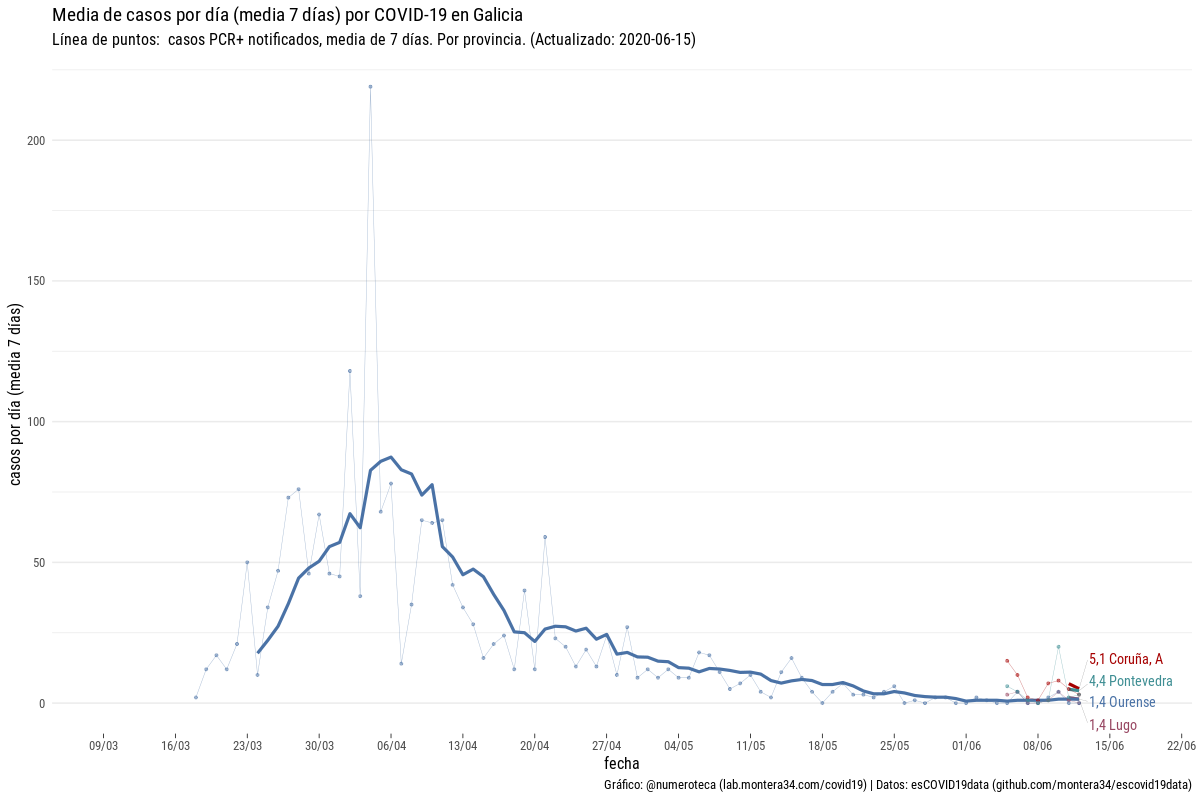 Media de casos por día (media 7 días) por COVID-19 en Galicia
Línea de puntos:  casos PCR+ notificados, media de 7 días. Por provincia. (Actualizado: 2020-06-15)
casos por día (media 7 días)
200
150
100
50
0
5,1 Coruña, A
4,4 Pontevedra
1,4 Ourense
1,4 Lugo
09/03 16/03 23/03 30/03 06/04 13/04 20/04 27/04 04/05 11/05 18/05 25/05 01/06 08/06 15/06 22/06
fecha
Gráfico: @numeroteca (lab.montera34.com/covid19) | Datos: esCOVID19data (github.com/montera34/escovid19data)